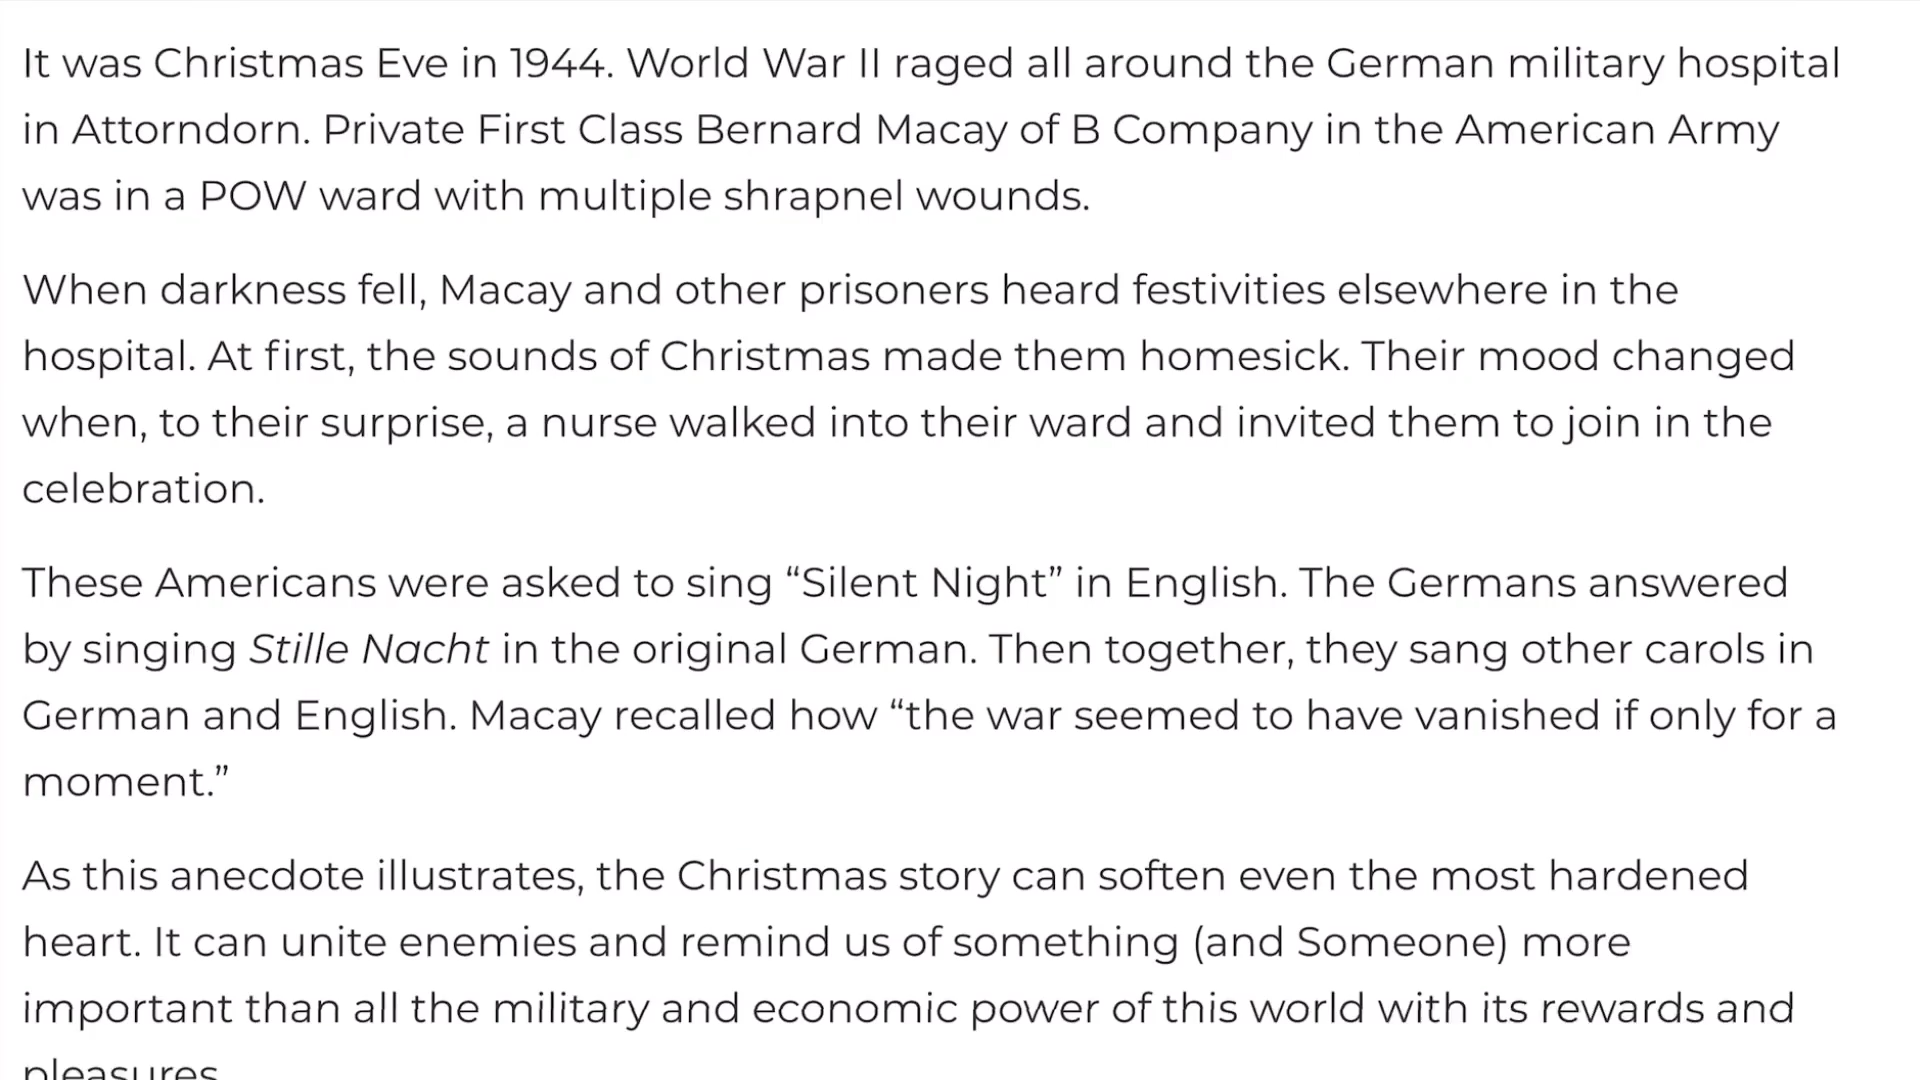 It was Christmas Eve in 1944. World War II raged all around the German military hospital
in Attorndorn. Private First Class Bernard Macay of B Company in the American Army
was in a POW ward with multiple shrapnel wounds.
When darkness fell, Macay and other prisoners heard festivities elsewhere in the
hospital. At first, the sounds of Christmas made them homesick. Their mood changed
when, to their surprise, a nurse walked into their ward and invited them to join in the
celebration.
These Americans were asked to sing “Silent Night” in English. The Germans answered
by singing Stille Nacht in the original German. Then together, they sang other carols in
German and English. Macay recalled how “the war seemed to have vanished if only for a
moment.”
As this anecdote illustrates, the Christmas story can soften even the most hardened
heart. It can unite enemies and remind us of something (and Someone) more
important than all the military and economic power of this world with its rewards and
pleasures.